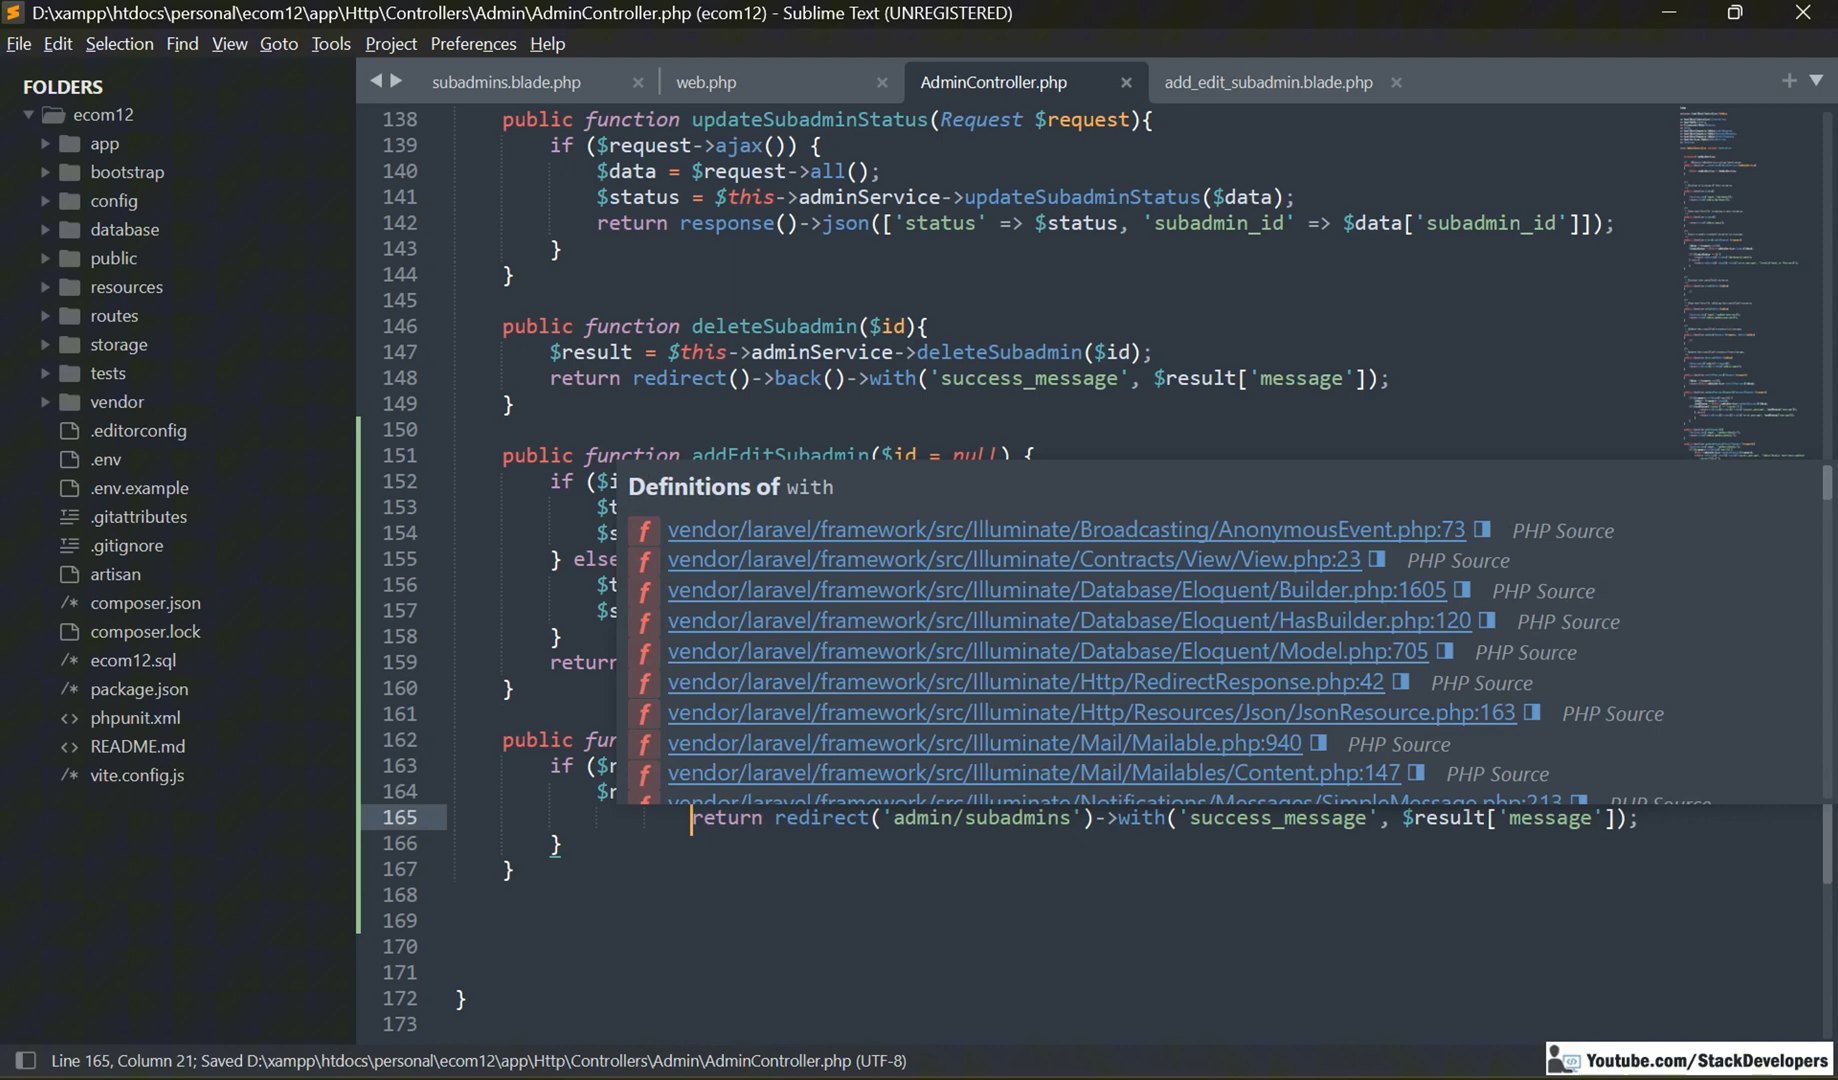 D:\xampp\htdocs\personal\ecom12\app\Http\Controllers\Admin\AdminController.php (ecom12) - Sublime Text (UNREGISTERED)
File Edit Selection Find View Goto Tools Project Preferences Help
FOLDERS
ecom12
app
bootstrap
config
database
public
resources
routes
storage
tests
vendor
.editorconfig
.env
.env.example
.gitattributes
.gitignore
artisan
composer.json
composer.lock
ecom12.sql
package.json
phpunit.xml
README.md
vite.config.js
subadmins.blade.php web.php AdminController.php add_edit_subadmin.blade.php
138 public function updateSubadminStatus(Request $request){
139 if ($request->ajax()) {
140 $data = $request->all();
141 $status = $this->adminService->updateSubadminStatus($data);
142 return response()->json(['status' => $status, 'subadmin_id' => $data['subadmin_id']]);
143 }
144 }
145
146 public function deleteSubadmin($id){
147 $result = $this->adminService->deleteSubadmin($id);
148 return redirect()->back()->with('success_message', $result['message']);
149 }
150
151 public function addEditSubadmin($id = null) {
152 if ($i
153 $t
154 $s
155 } else
156 $t
157 $s
158 }
159 return
160 }
161
162 public fun
163 if ($r
164 $r
165 return redirect('admin/subadmins')->with('success_message', $result['message']);
166 }
167 }
168
169
170
171
172 }
173
Definitions of with
f vendor/laravel/framework/src/Illuminate/Broadcasting/AnonymousEvent.php:73 PHP Source
f vendor/laravel/framework/src/Illuminate/Contracts/View/View.php:23 PHP Source
f vendor/laravel/framework/src/Illuminate/Database/Eloquent/Builder.php:1605 PHP Source
f vendor/laravel/framework/src/Illuminate/Database/Eloquent/HasBuilder.php:120 PHP Source
f vendor/laravel/framework/src/Illuminate/Database/Eloquent/Model.php:705 PHP Source
f vendor/laravel/framework/src/Illuminate/Http/RedirectResponse.php:42 PHP Source
f vendor/laravel/framework/src/Illuminate/Http/Resources/Json/JsonResource.php:163 PHP Source
f vendor/laravel/framework/src/Illuminate/Mail/Mailable.php:940 PHP Source
f vendor/laravel/framework/src/Illuminate/Mail/Mailables/Content.php:147 PHP Source
f vendor/laravel/framework/src/Illuminate/Notifications/Messages/SimpleMessage.php:213 PHP Source
Line 165, Column 21; Saved D:\xampp\htdocs\personal\ecom12\app\Http\Controllers\Admin\AdminController.php (UTF-8)
Youtube.com/StackDevelopers